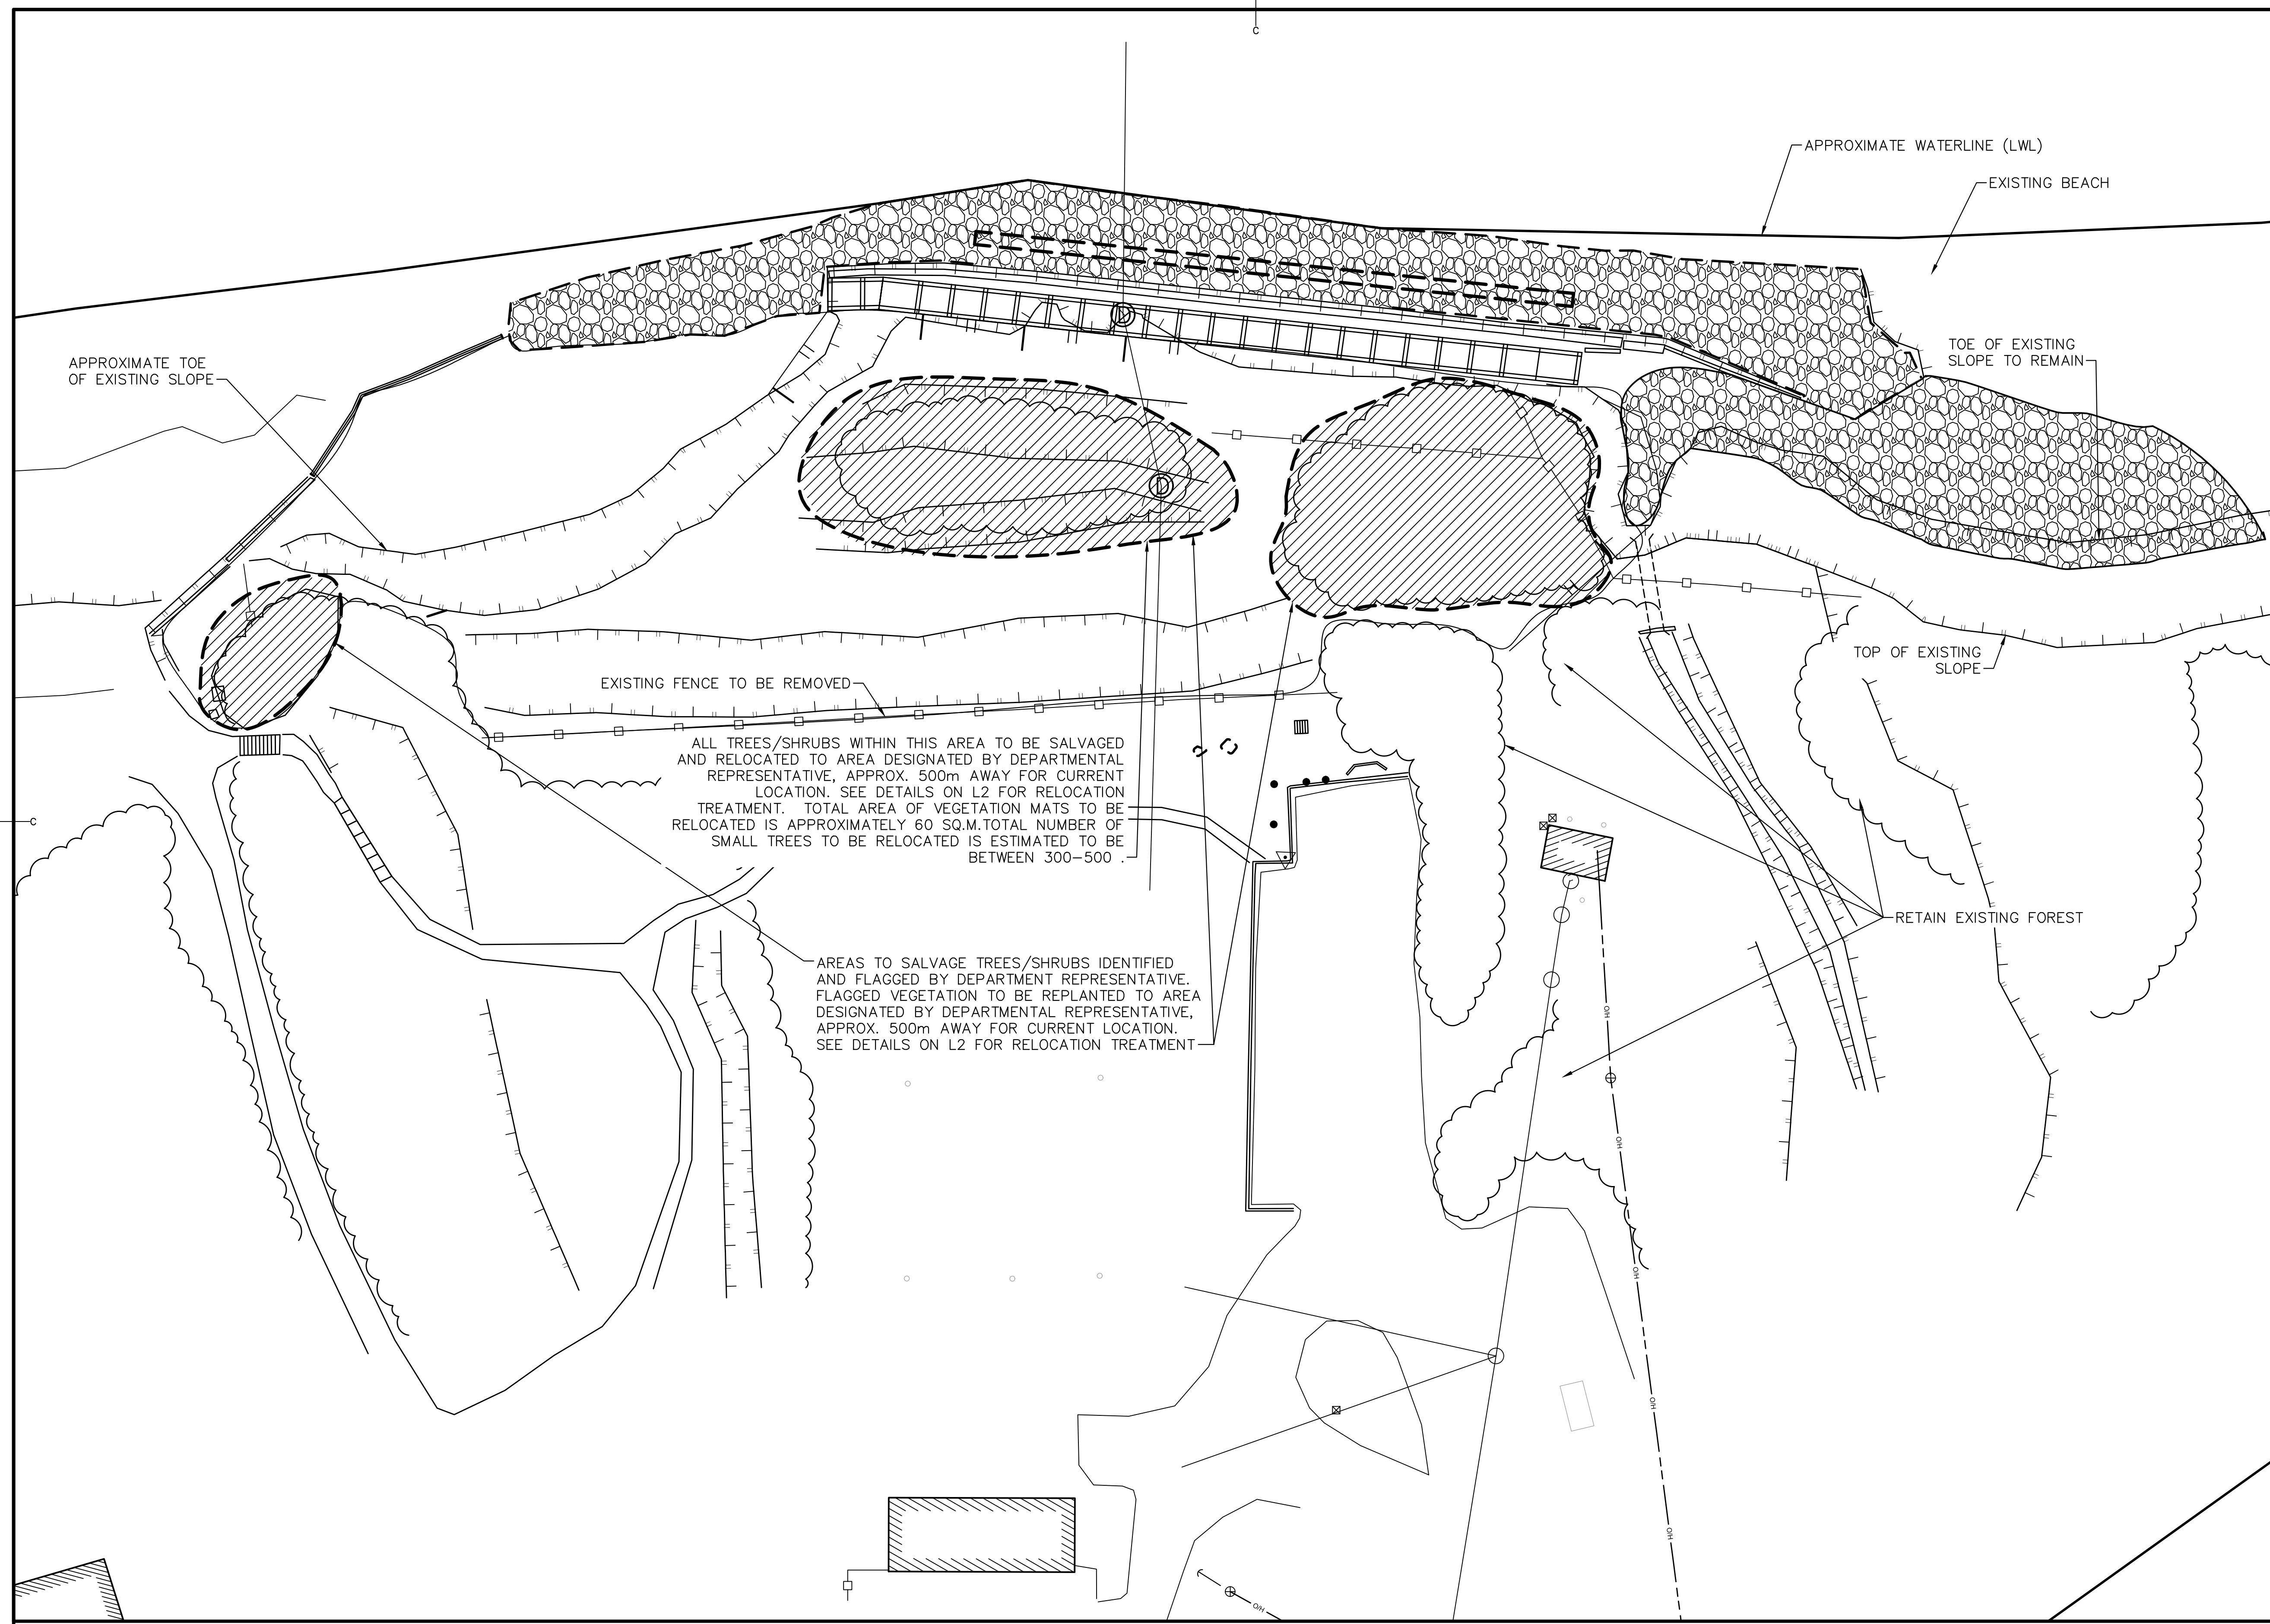 C
APPROXIMATE WATERLINE (LWL)
EXISTING BEACH
APPROXIMATE TOE
OF EXISTING SLOPE
TOE OF EXISTING
SLOPE TO REMAIN
TOP OF EXISTING
SLOPE
EXISTING FENCE TO BE REMOVED
ALL TREES/SHRUBS WITHIN THIS AREA TO BE SALVAGED
AND RELOCATED TO AREA DESIGNATED BY DEPARTMENTAL
REPRESENTATIVE, APPROX. 500m AWAY FOR CURRENT
LOCATION. SEE DETAILS ON L2 FOR RELOCATION
TREATMENT.  TOTAL AREA OF VEGETATION MATS TO BE
RELOCATED IS APPROXIMATELY 60 SQ.M.TOTAL NUMBER OF
SMALL TREES TO BE RELOCATED IS ESTIMATED TO BE
BETWEEN 300-500 .
C
RETAIN EXISTING FOREST
AREAS TO SALVAGE TREES/SHRUBS IDENTIFIED
AND FLAGGED BY DEPARTMENT REPRESENTATIVE.
FLAGGED VEGETATION TO BE REPLANTED TO AREA
DESIGNATED BY DEPARTMENTAL REPRESENTATIVE,
APPROX. 500m AWAY FOR CURRENT LOCATION.
SEE DETAILS ON L2 FOR RELOCATION TREATMENT
O/H
O/H
O/H
O/H
O/H
O/H